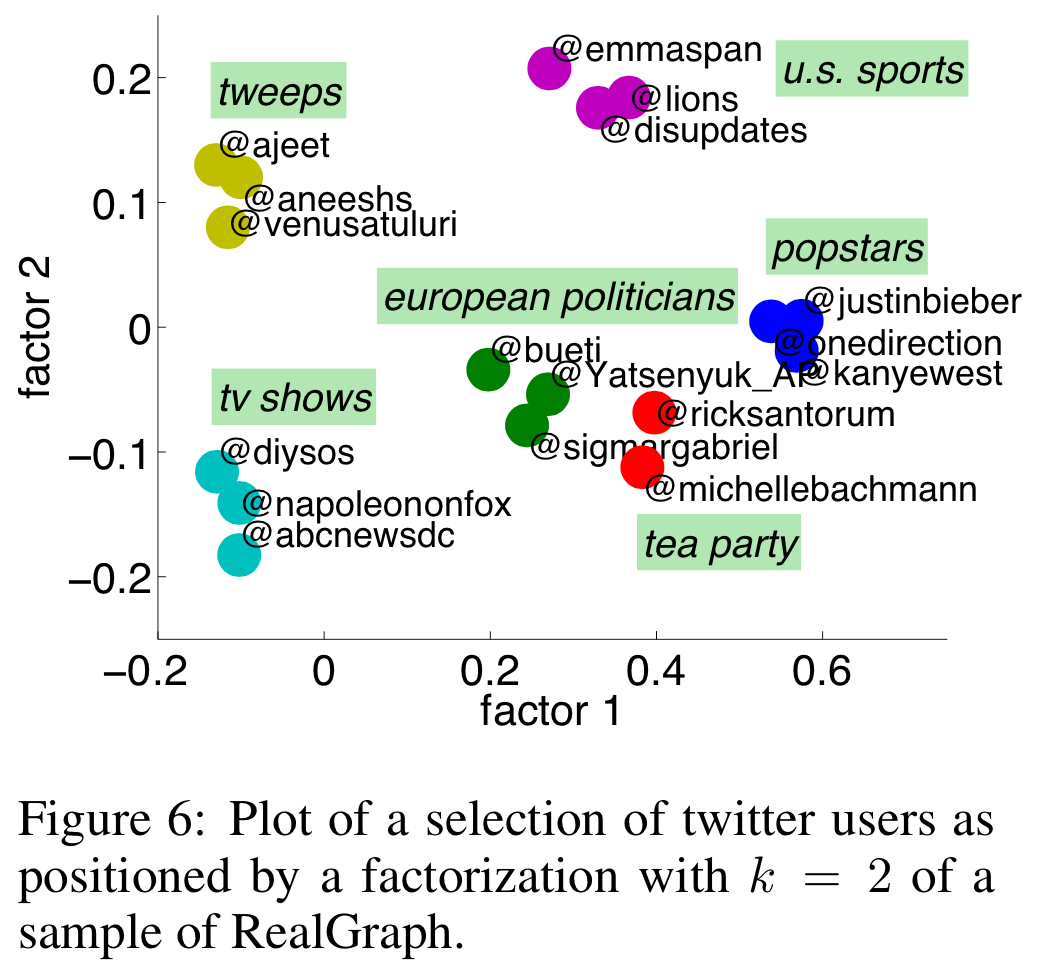 @emmaspan
u.s. sports
0.2
tweeps
@lions
@disupdates
@ajeet
0.1
@aneeshs
@venusatuluri
popstars
european politicians
@justinbieber
0
@onedirection
@bueti
@Yatsenyuk_AP
@kanyewest
tv shows
@ricksantorum
−0.1
@diysos
@sigmargabriel
@michellebachmann
@napoleononfox
@abcnewsdc
tea party
−0.2
factor 2
−0.2 0 0.2 0.4 0.6
factor 1
Figure 6: Plot of a selection of twitter users as
positioned by a factorization with k = 2 of a
sample of RealGraph.